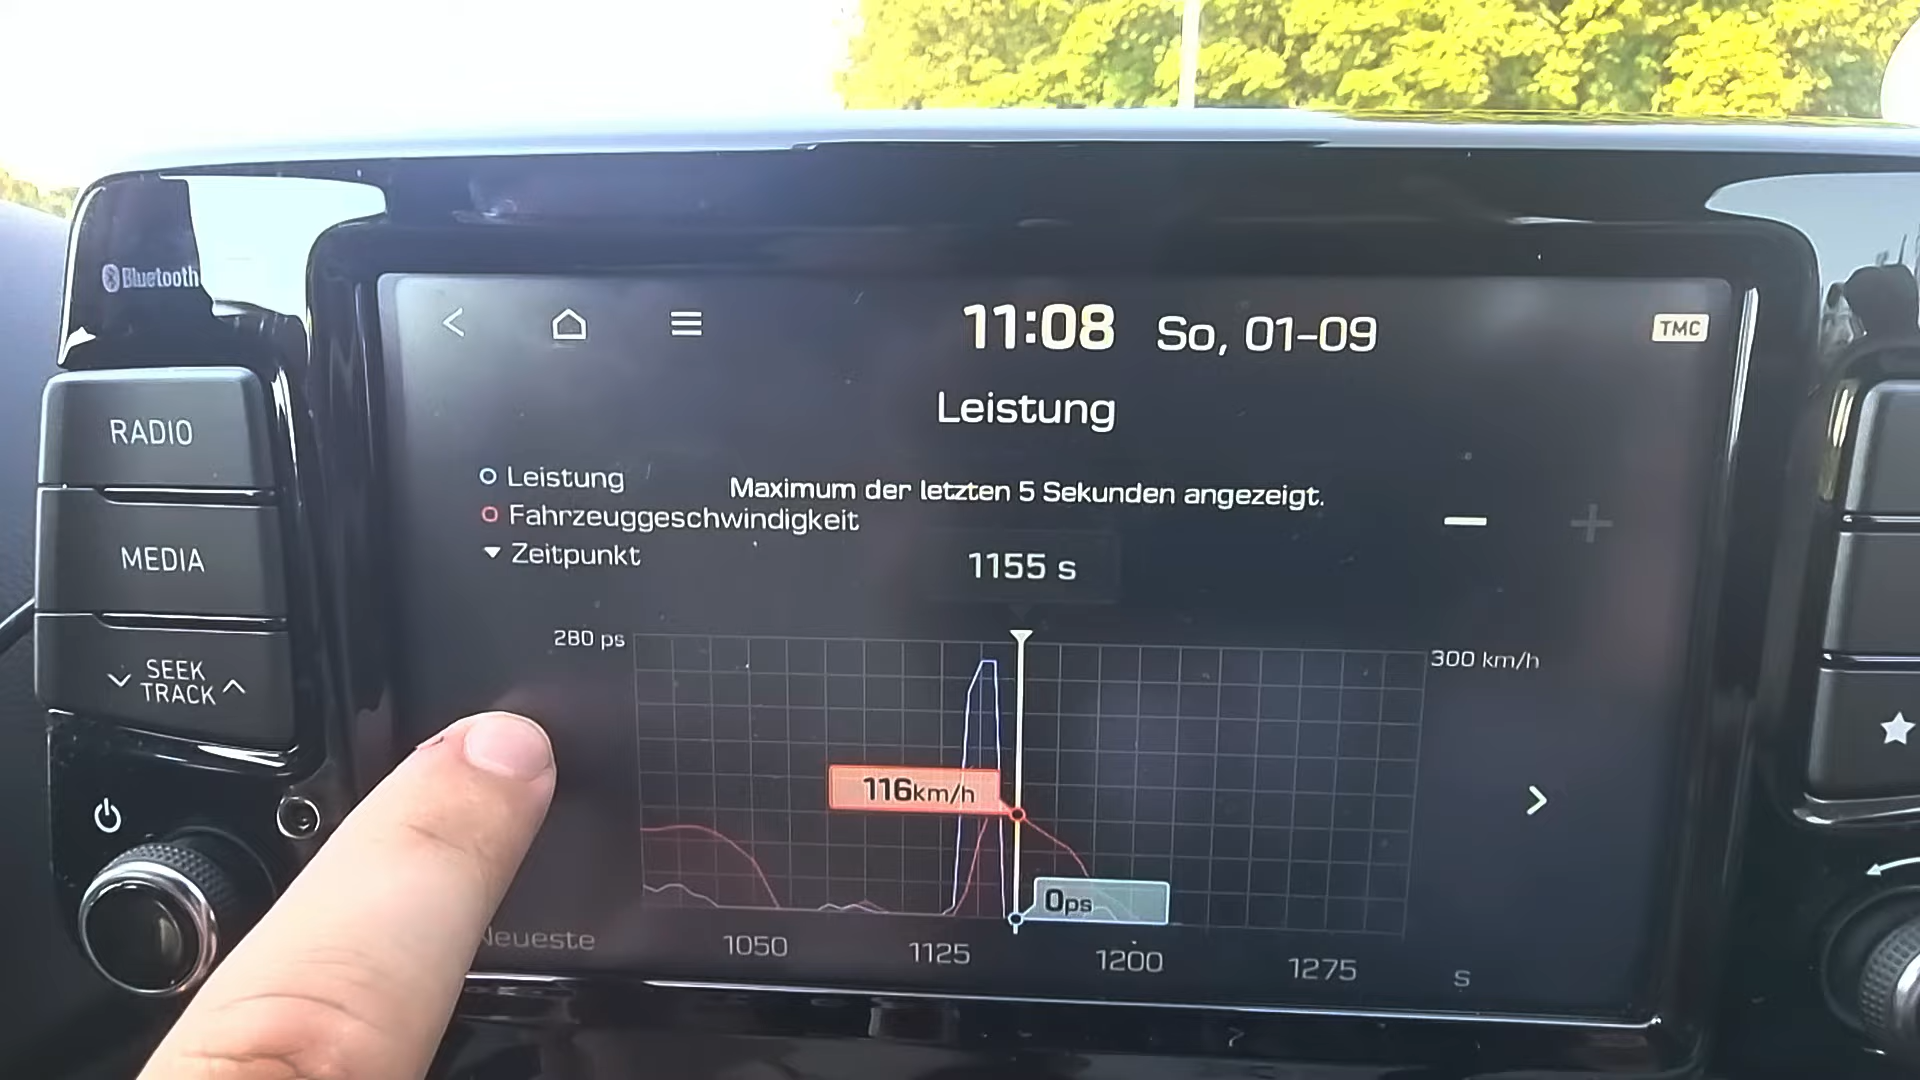 Bluetooth
11:08 So, 01-09
TMC
RADIO
MEDIA
SEEK
TRACK
Leistung
Leistung
Maximum der letzten 5 Sekunden angezeigt.
Fahrzeuggeschwindigkeit
Zeitpunkt
1155 s
280 ps
300 km/h
116km/h
0ps
Neueste
1050
1125
1200
1275
s